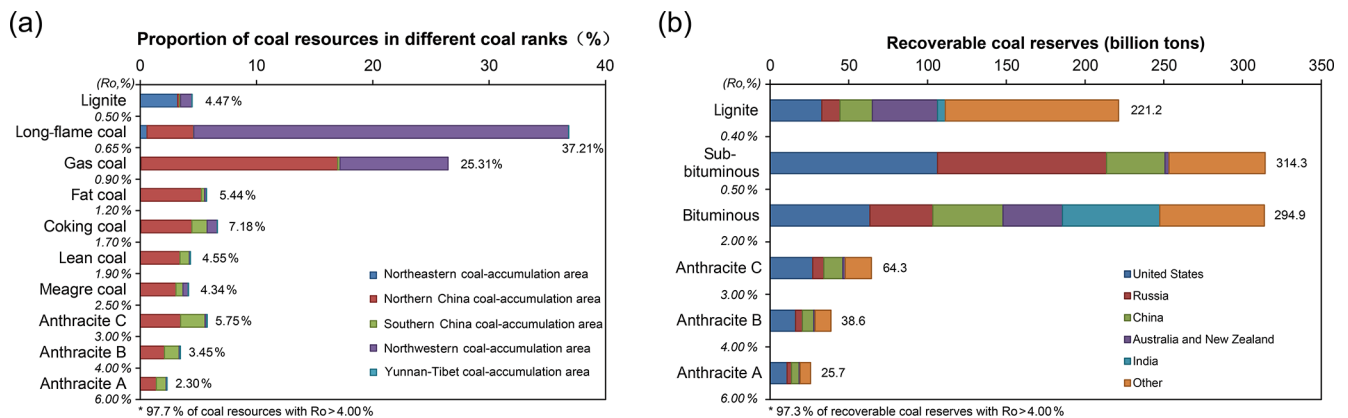 (a)
Proportion of coal resources in different coal ranks （%）
0 10 20 30 40
(Ro,%)
Lignite 4.47%
0.50%
Long-flame coal
0.65% 37.21%
Gas coal 25.31%
0.90%
Fat coal 5.44%
1.20%
Coking coal 7.18%
1.70%
Lean coal 4.55%
1.90%
Meagre coal 4.34%
2.50%
Anthracite C 5.75%
3.00%
Anthracite B 3.45%
4.00%
Anthracite A 2.30%
6.00%
Northeastern coal-accumulation area
Northern China coal-accumulation area
Southern China coal-accumulation area
Northwestern coal-accumulation area
Yunnan-Tibet coal-accumulation area
* 97.7% of coal resources with Ro>4.00%
(b)
Recoverable coal reserves (billion tons)
0 50 100 150 200 250 300 350
(Ro,%)
Lignite 221.2
0.40%
Sub-
bituminous 314.3
0.50%
Bituminous 294.9
2.00%
Anthracite C 64.3
3.00%
Anthracite B 38.6
4.00%
Anthracite A 25.7
6.00%
United States
Russia
China
Australia and New Zealand
India
Other
* 97.3% of recoverable coal reserves with Ro>4.00%